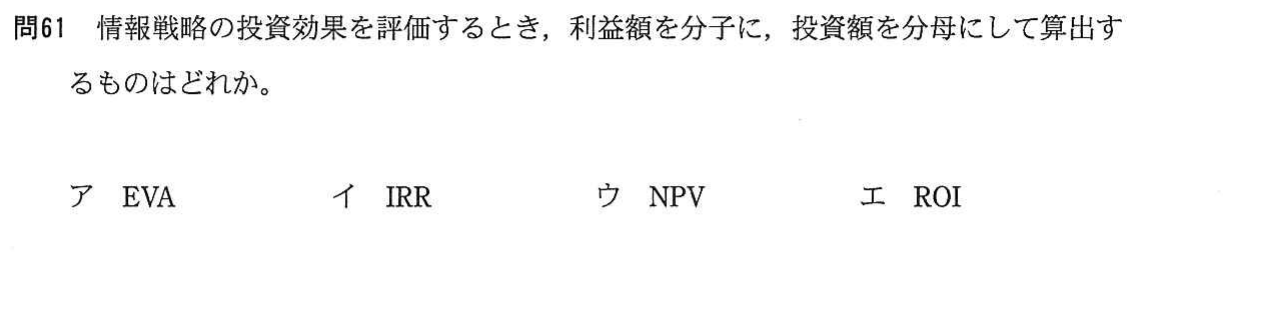 問61 情報戦略の投資効果を評価するとき，利益額を分子に，投資額を分母にして算出す
るものはどれか。
ア EVA イ IRR ウ NPV エ ROI